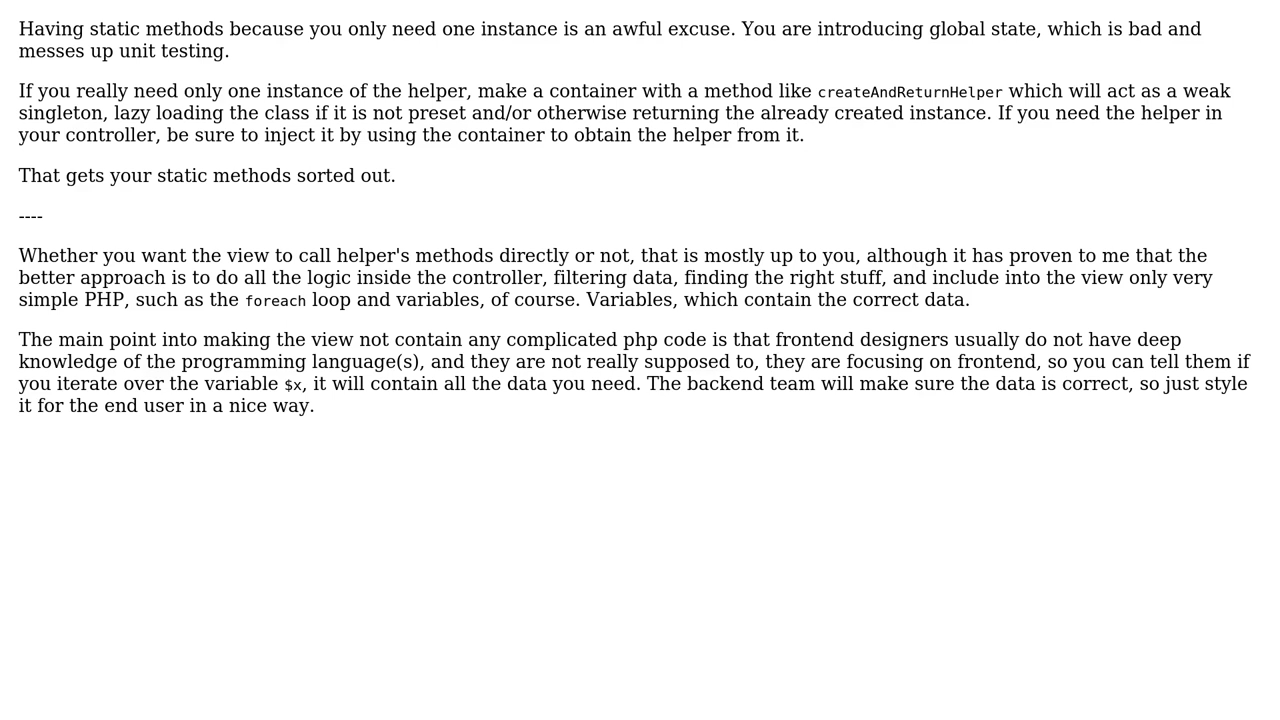 Having static methods because you only need one instance is an awful excuse. You are introducing global state, which is bad and
messes up unit testing.
If you really need only one instance of the helper, make a container with a method like createAndReturnHelper which will act as a weak
singleton, lazy loading the class if it is not preset and/or otherwise returning the already created instance. If you need the helper in
your controller, be sure to inject it by using the container to obtain the helper from it.
That gets your static methods sorted out.
----
Whether you want the view to call helper's methods directly or not, that is mostly up to you, although it has proven to me that the
better approach is to do all the logic inside the controller, filtering data, finding the right stuff, and include into the view only very
simple PHP, such as the foreach loop and variables, of course. Variables, which contain the correct data.
The main point into making the view not contain any complicated php code is that frontend designers usually do not have deep
knowledge of the programming language(s), and they are not really supposed to, they are focusing on frontend, so you can tell them if
you iterate over the variable $x, it will contain all the data you need. The backend team will make sure the data is correct, so just style
it for the end user in a nice way.